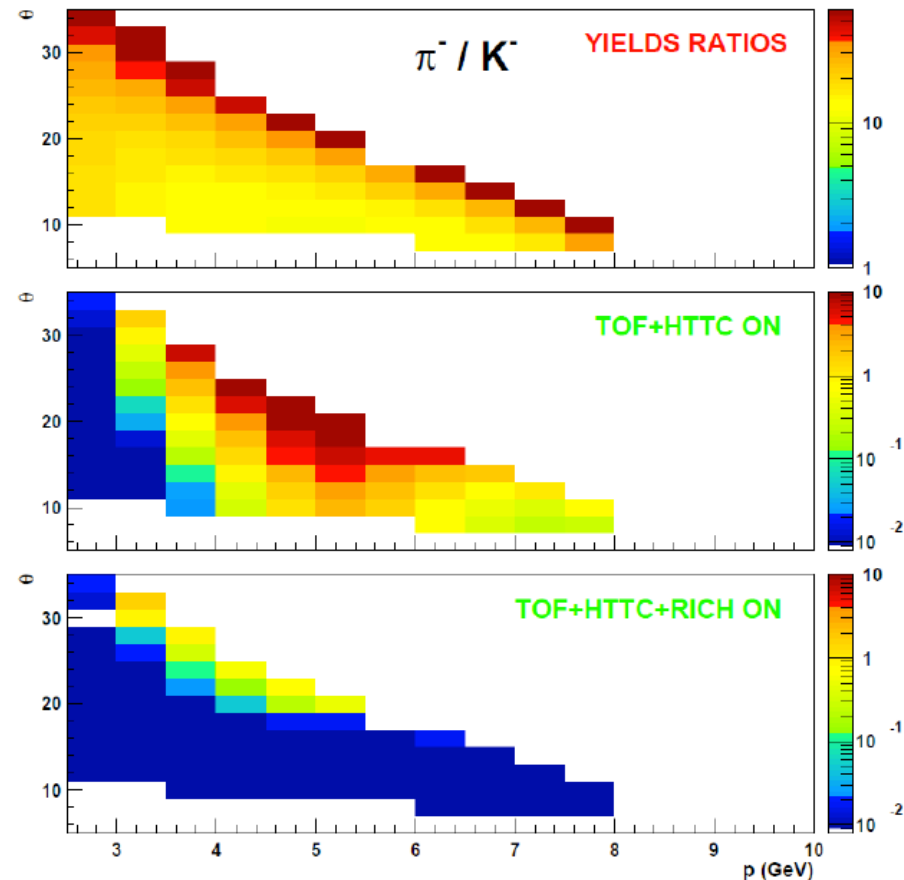 θ
30
20
10
π⁻ / K⁻
YIELDS RATIOS
10
1
θ
30
20
10
TOF+HTTC ON
10
1
10 -1
10 -2
θ
30
20
10
TOF+HTTC+RICH ON
10
1
10 -1
10 -2
3 4 5 6 7 8 9 10
p (GeV)